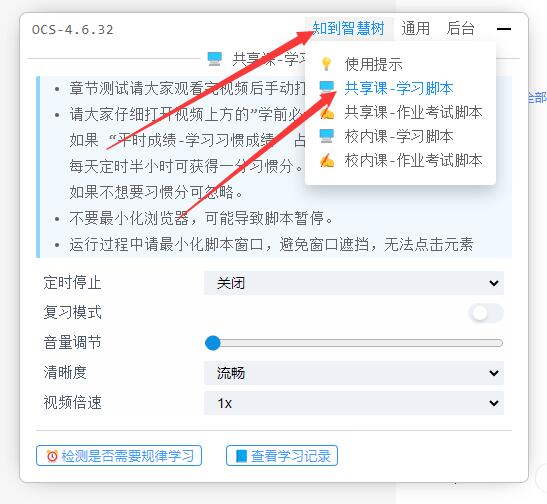 OCS-4.6.32
知到智慧树 通用 后台
共享课-学习
使用提示
共享课-学习脚本
共享课-作业考试脚本
校内课-学习脚本
校内课-作业考试脚本
章节测试请大家观看完视频后手动打
请大家仔细打开视频上方的”学前必
如果 “平时成绩-学习习惯成绩” 占
每天定时半小时可获得一分习惯分。
如果不想要习惯分可忽略。
不要最小化浏览器，可能导致脚本暂停。
运行过程中请最小化脚本窗口，避免窗口遮挡，无法点击元素
全部
定时停止 关闭
复习模式
音量调节
清晰度 流畅
视频倍速 1x
检测是否需要规律学习 查看学习记录